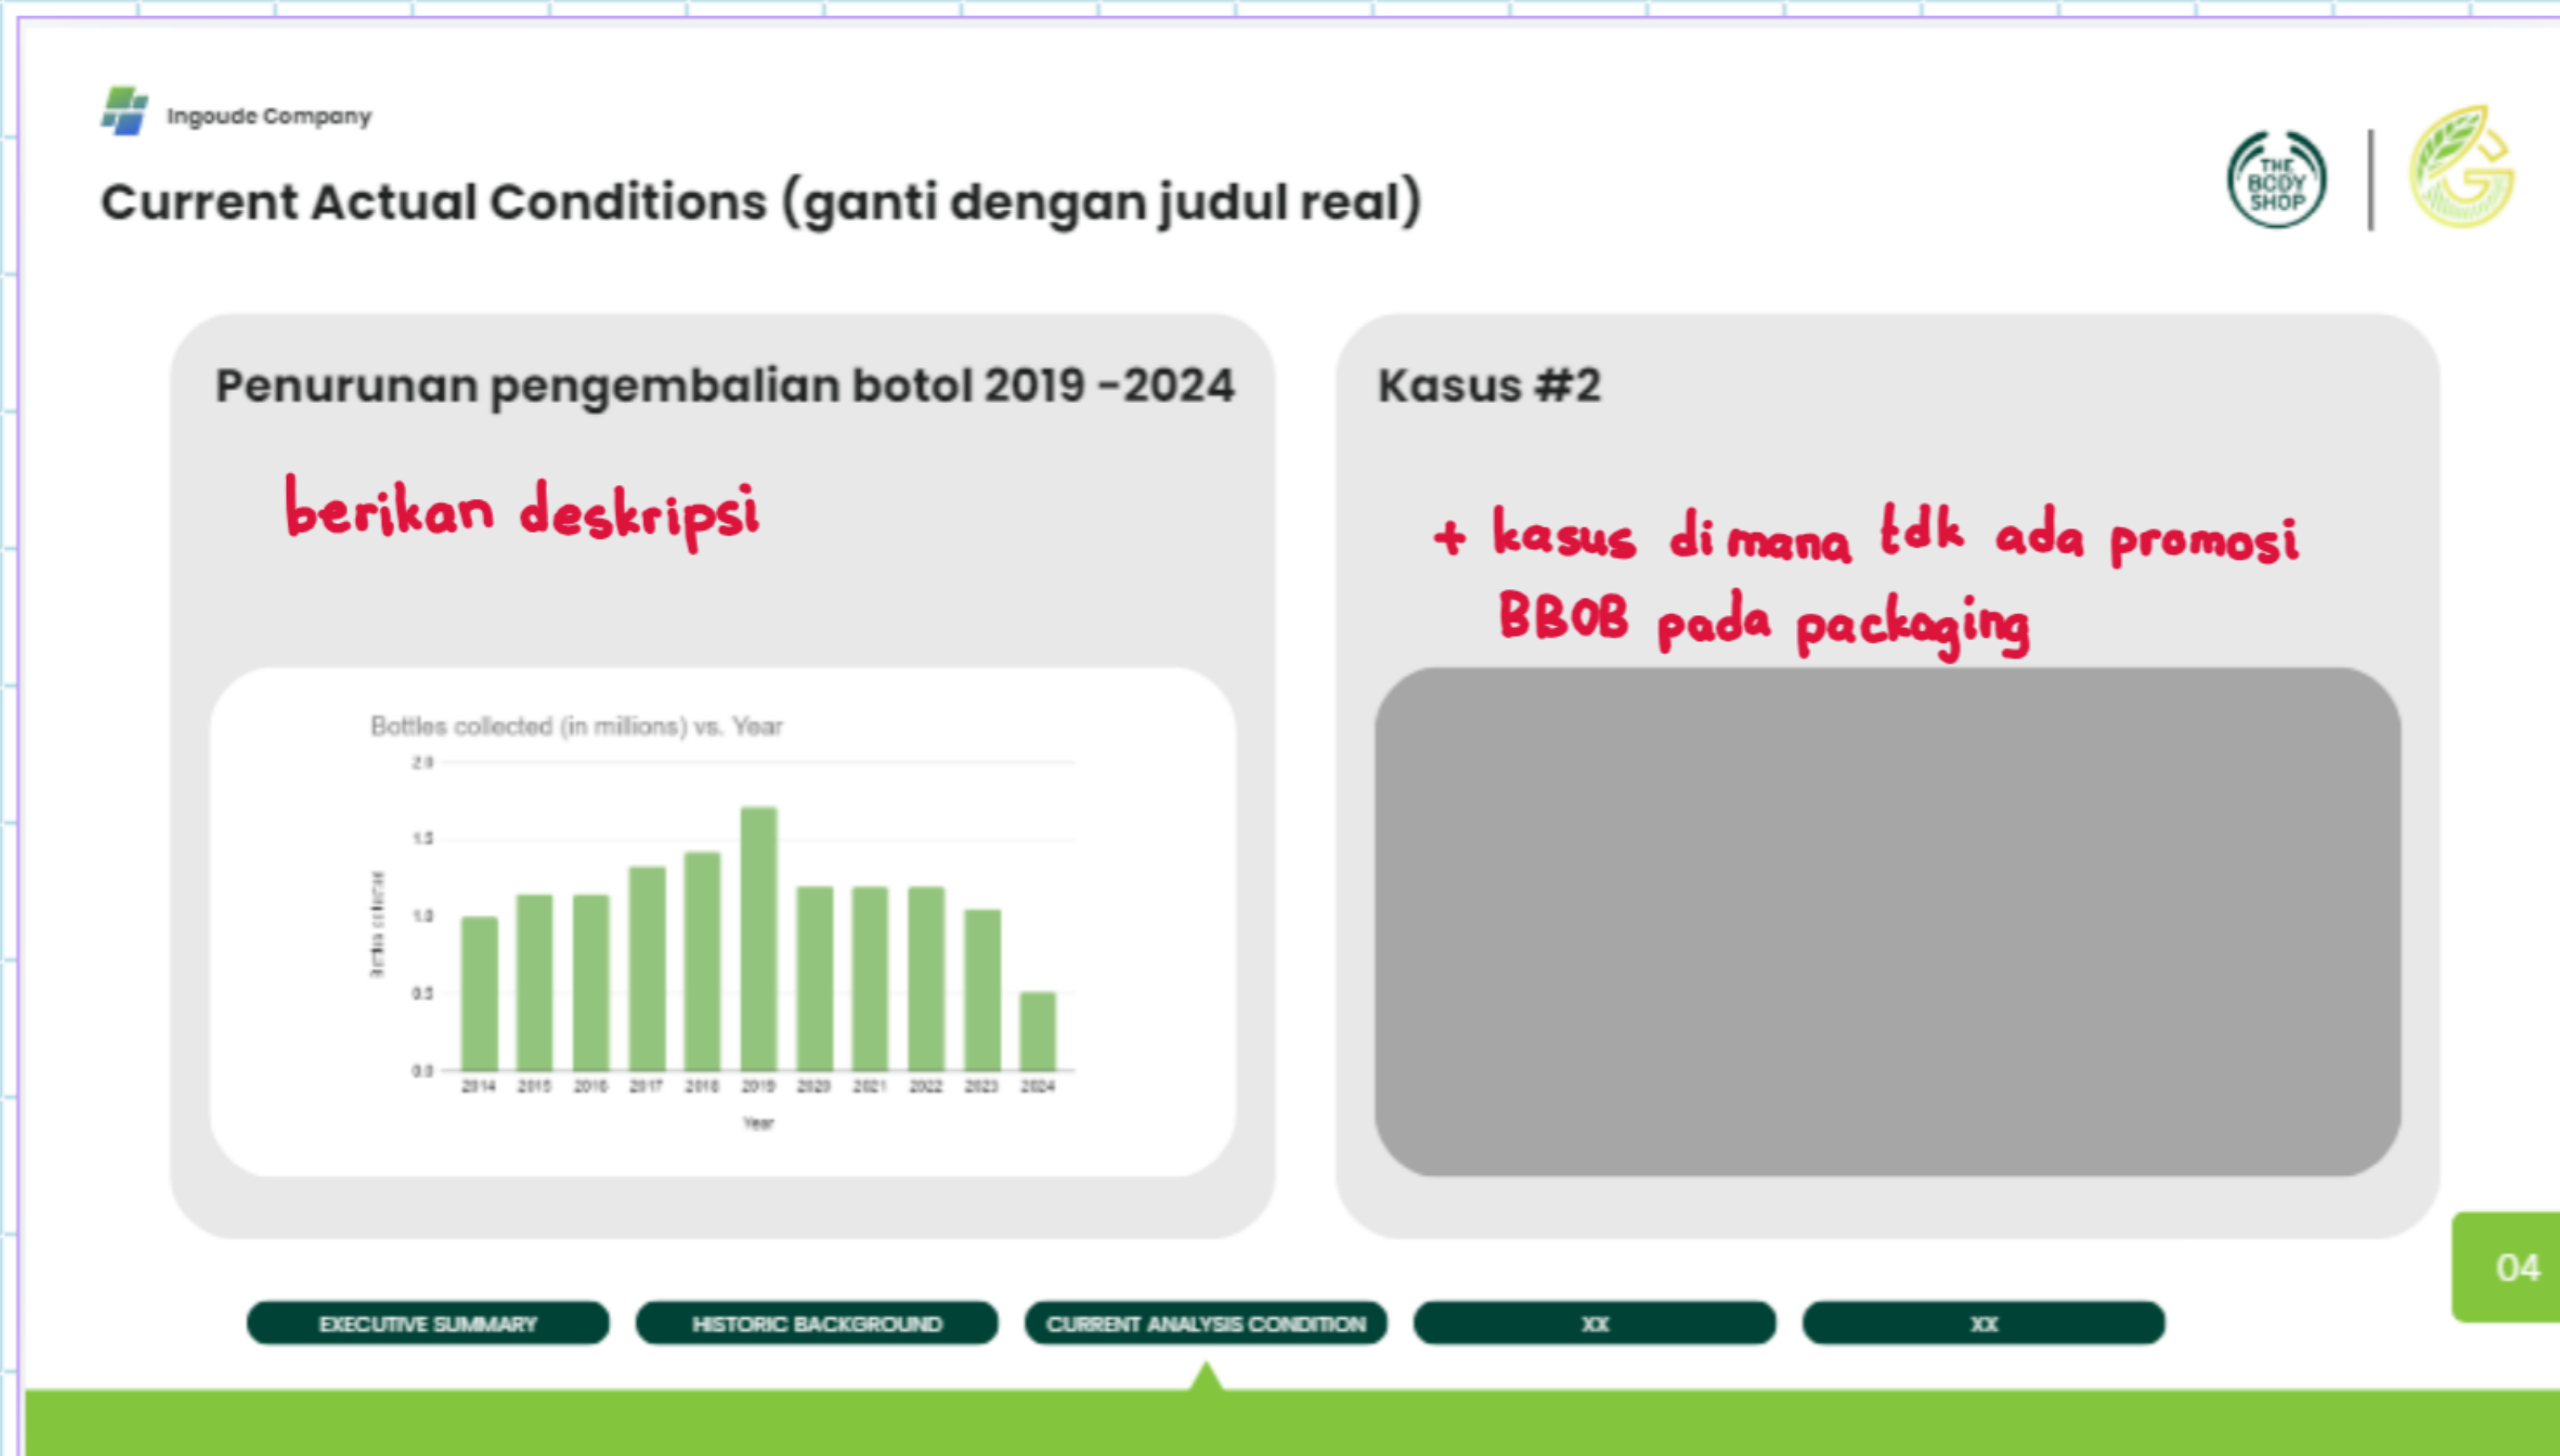 Ingoude Company
Current Actual Conditions (ganti dengan judul real)
THE
BODY
SHOP
Penurunan pengembalian botol 2019 -2024
berikan deskripsi
Bottles collected (in millions) vs. Year
2.0
1.5
1.0
0.5
0.0
2014 2015 2016 2017 2018 2019 2020 2021 2022 2023 2024
Year
Kasus #2
+ kasus di mana tdk ada promosi
BBOB pada packaging
04
EXECUTIVE SUMMARY
HISTORIC BACKGROUND
CURRENT ANALYSIS CONDITION
XX
XX